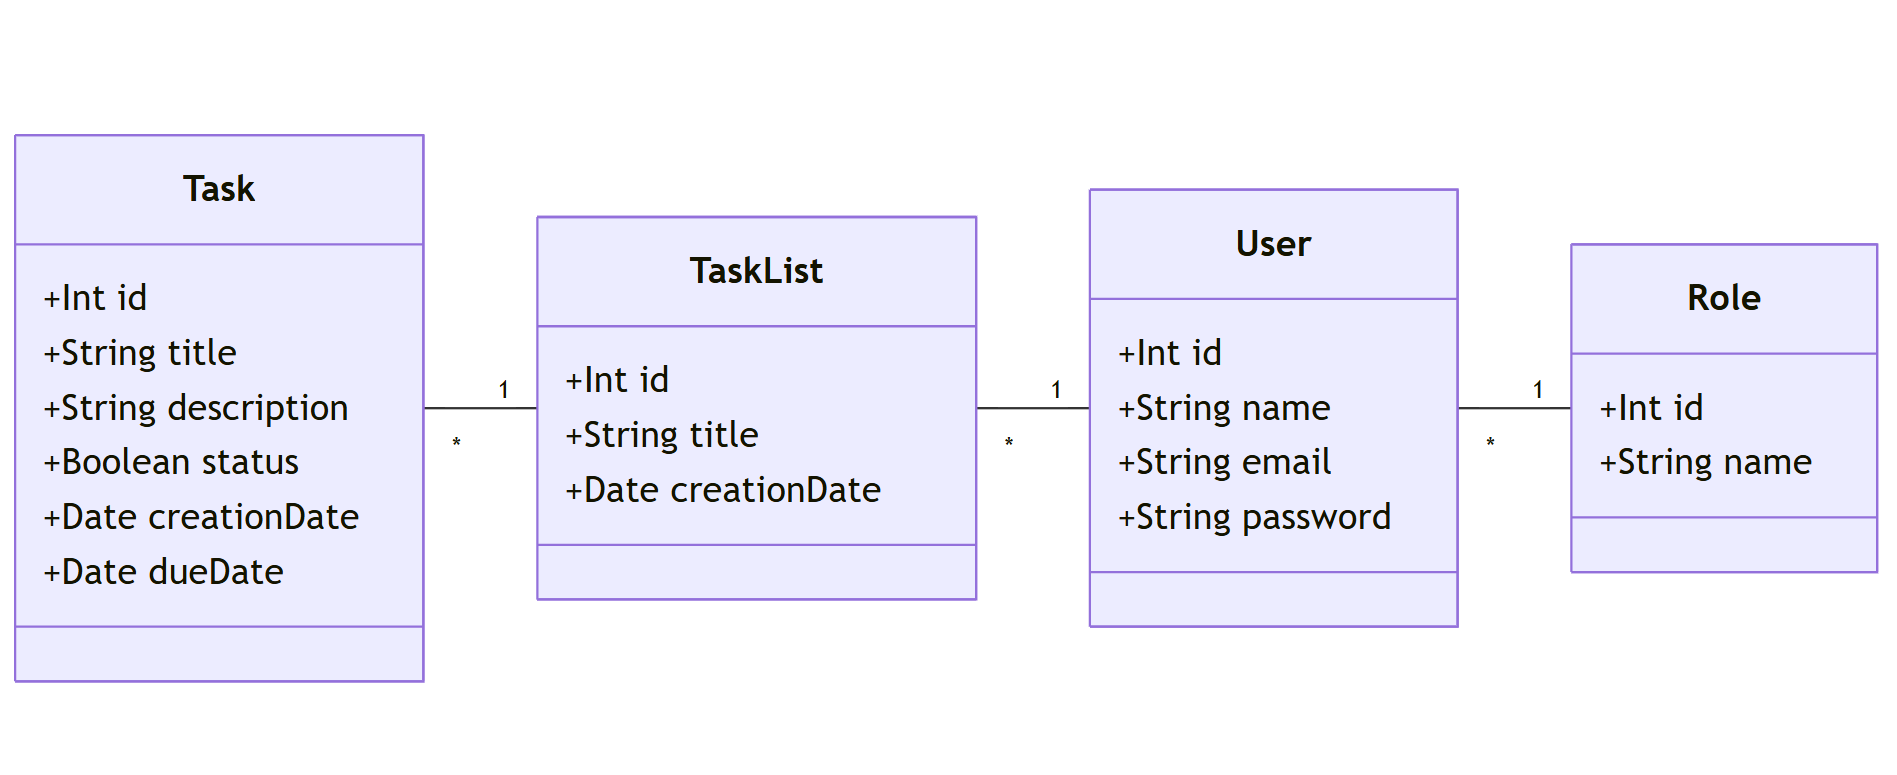 Task
+Int id
+String title
+String description
+Boolean status
+Date creationDate
+Date dueDate
1
*
TaskList
+Int id
+String title
+Date creationDate
1
*
User
+Int id
+String name
+String email
+String password
1
*
Role
+Int id
+String name